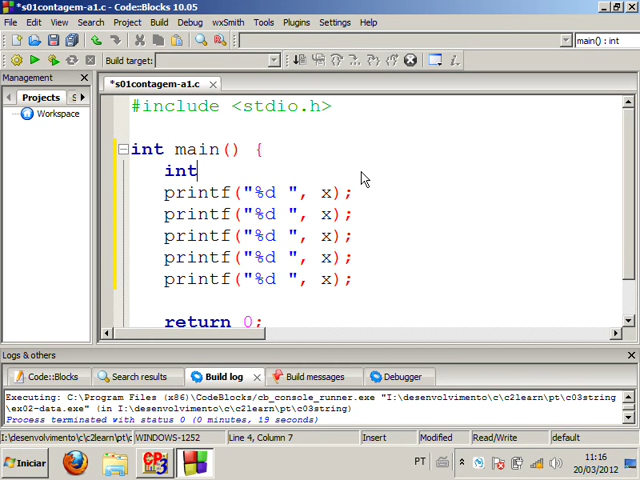 *s01contagem-a1.c - Code::Blocks 10.05
File Edit View Search Project Build Debug wxSmith Tools Plugins Settings Help
main() : int
Build target:
Management
Projects S
Workspace
*s01contagem-a1.c
#include <stdio.h>
int main() {
int
printf("%d ", x);
printf("%d ", x);
printf("%d ", x);
printf("%d ", x);
printf("%d ", x);
return 0;
Logs & others
Code::Blocks Search results Build log Build messages Debugger
Executing: C:\Program Files (x86)\CodeBlocks/cb_console_runner.exe "I:\desenvolvimento\c\c2learn\pt\c03string
\ex02-data.exe" (in I:\desenvolvimento\c\c2learn\pt\c03string)
Process terminated with status 0 (0 minutes, 19 seconds)
I:\desenvolvimento\c\c2learn\pt\c WINDOWS-1252 Line 4, Column 7 Insert Modified Read/Write default
Iniciar PT 11:16
20/03/2012